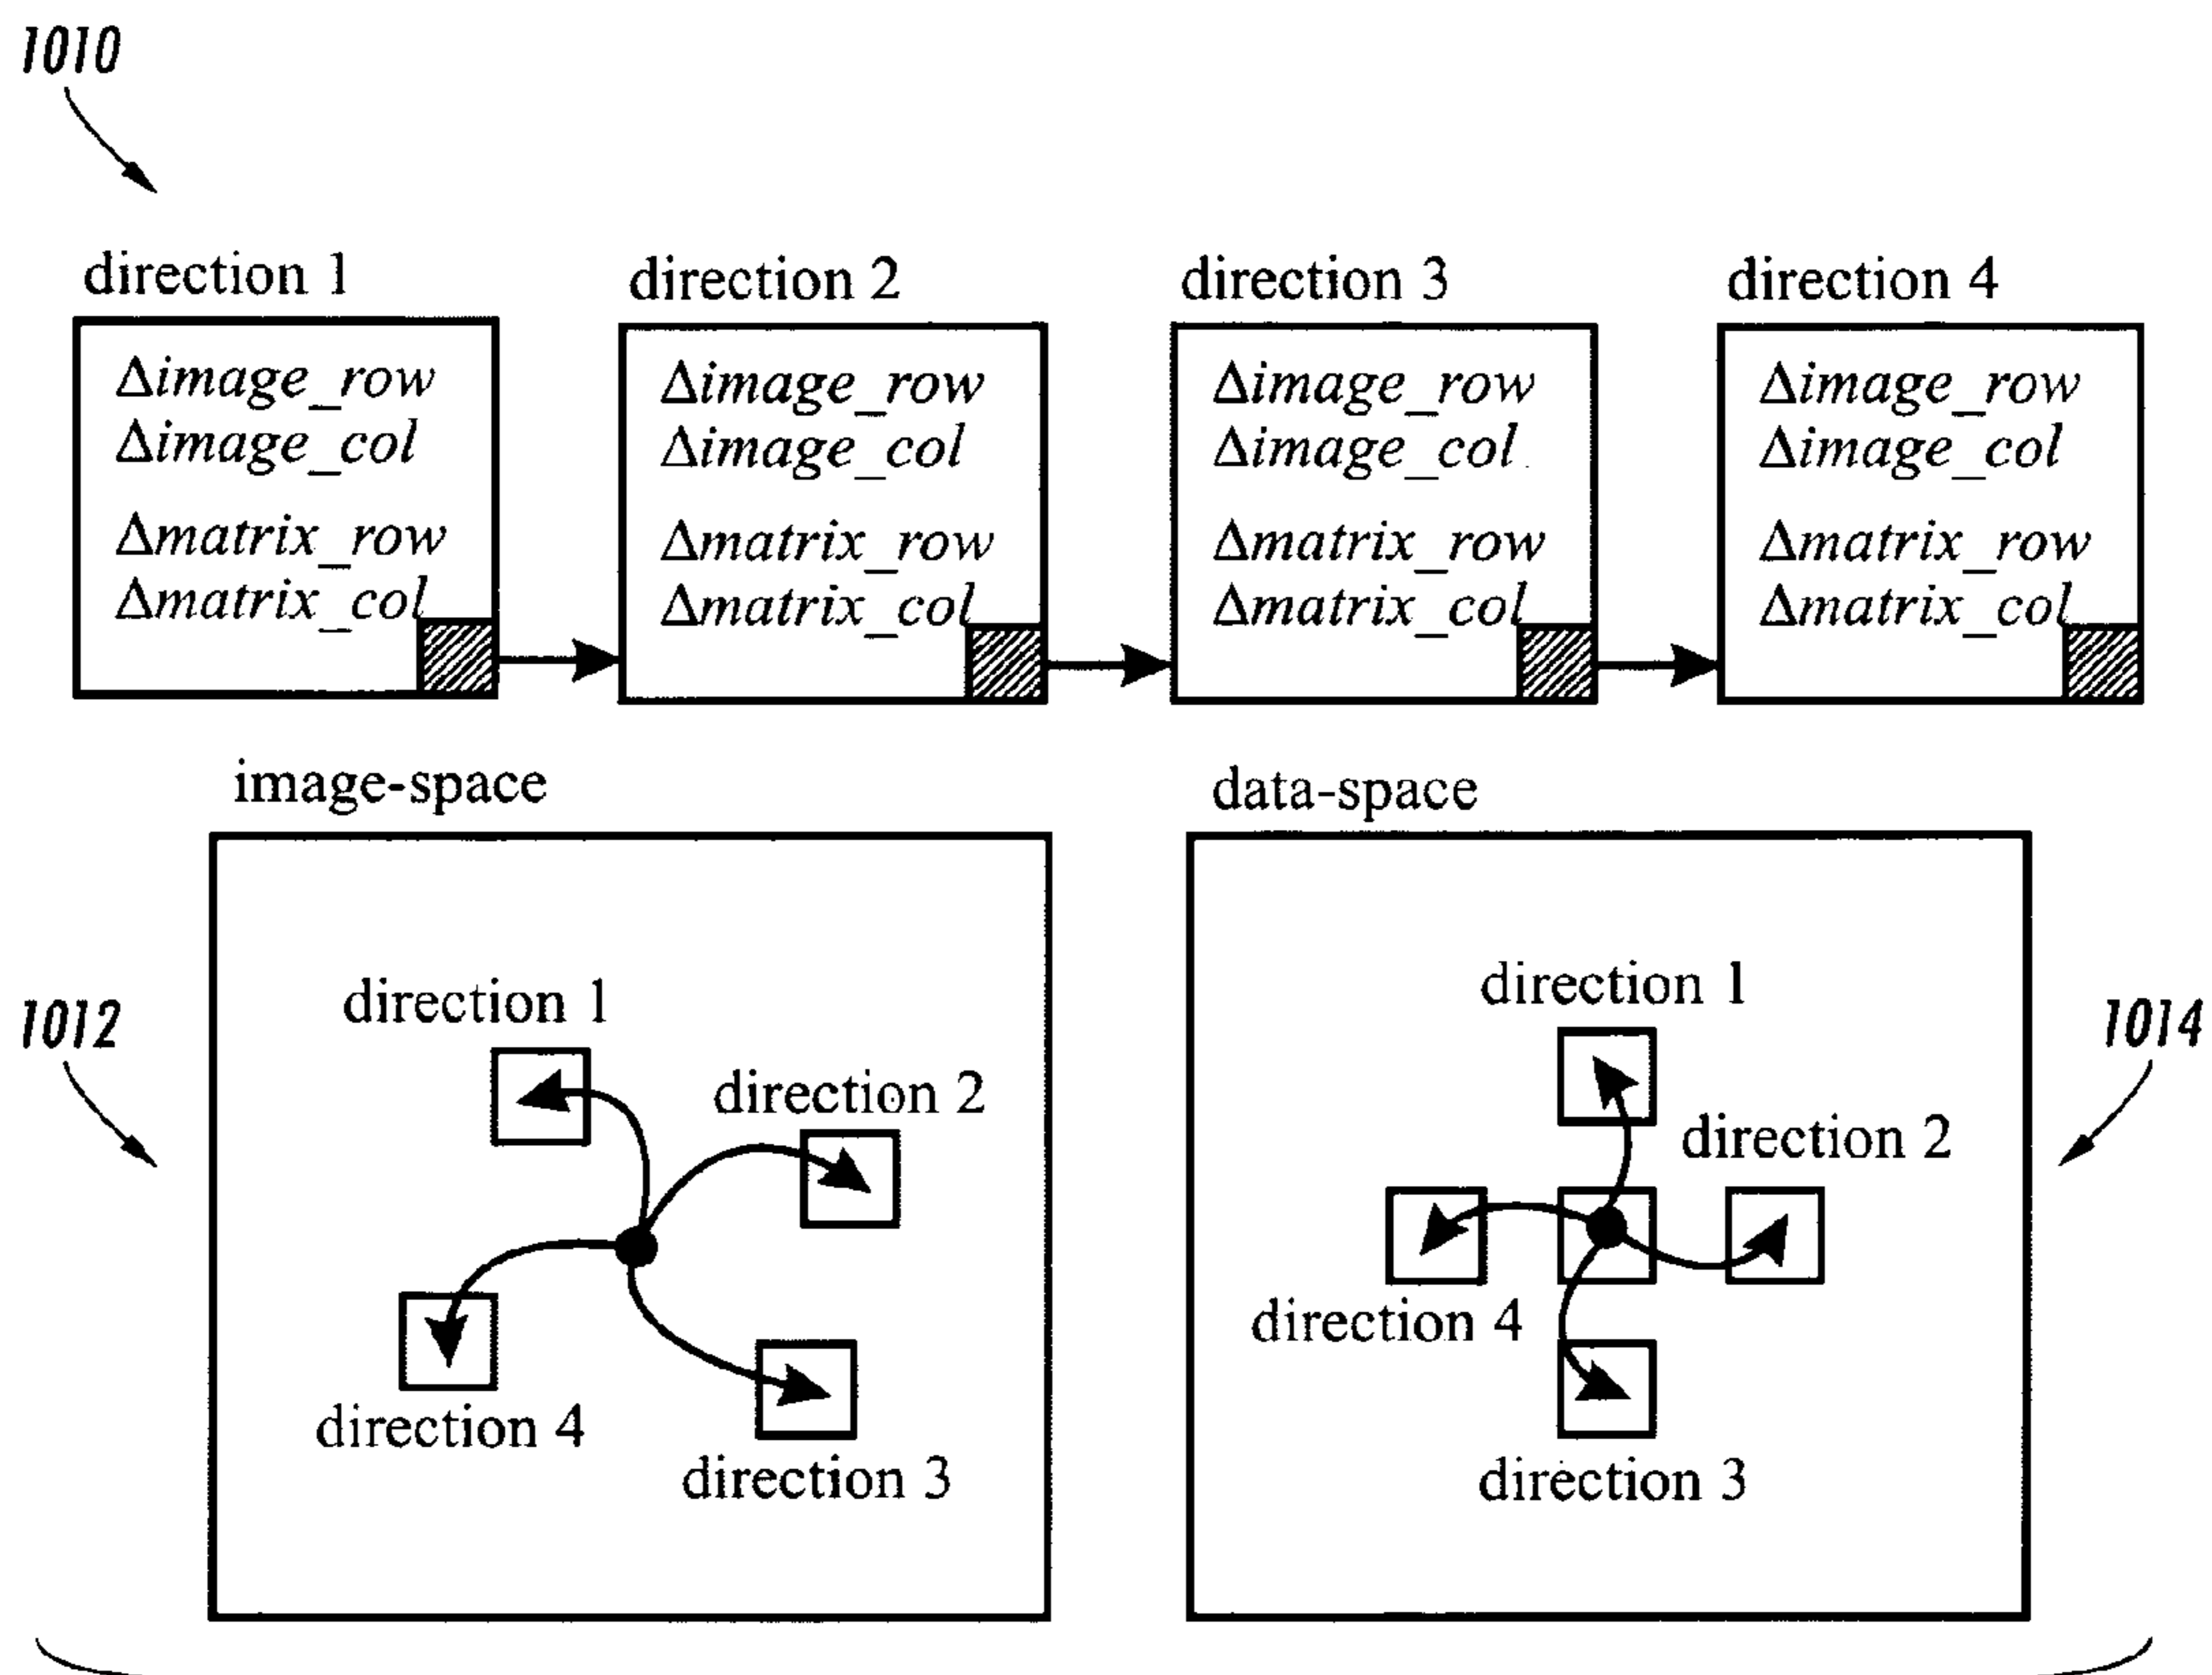 1010
direction 1
direction 2
direction 3
direction 4
Δimage_row
Δimage_col
Δmatrix_row
Δmatrix_col
Δimage_row
Δimage_col
Δmatrix_row
Δmatrix_col
Δimage_row
Δimage_col
Δmatrix_row
Δmatrix_col
Δimage_row
Δimage_col
Δmatrix_row
Δmatrix_col
image-space
data-space
1012
direction 1
direction 2
direction 4
direction 3
direction 1
direction 2
direction 4
direction 3
1014